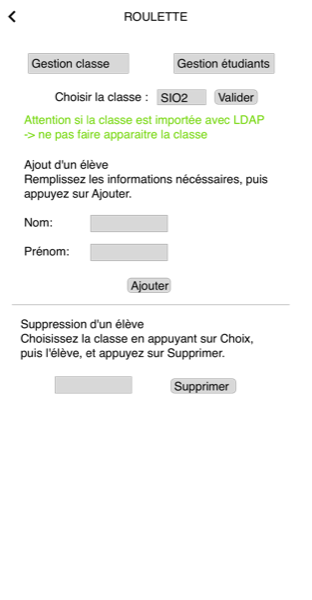 ROULETTE
Gestion classe
Gestion étudiants
Choisir la classe :
SIO2
Valider
Attention si la classe est importée avec LDAP
-> ne pas faire apparaitre la classe
Ajout d'un élève
Remplissez les informations nécéssaires, puis
appuyez sur Ajouter.
Nom:
Prénom:
Ajouter
Suppression d'un élève
Choisissez la classe en appuyant sur Choix,
puis l'élève, et appuyez sur Supprimer.
Supprimer